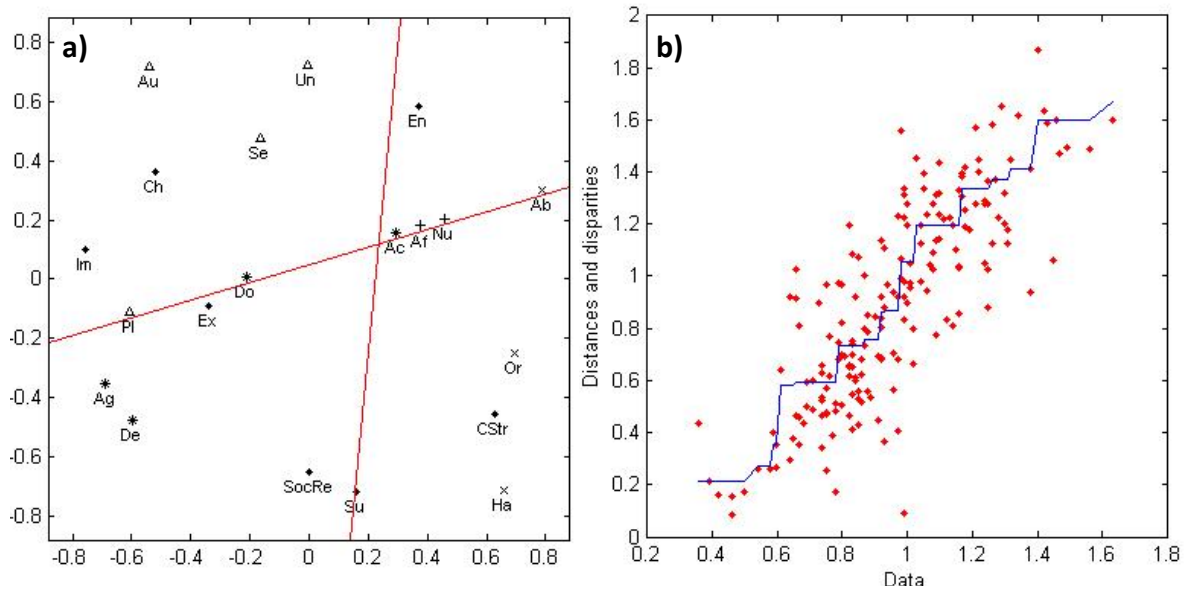 a)
0.8
0.6
0.4
0.2
0
-0.2
-0.4
-0.6
-0.8
-0.8 -0.6 -0.4 -0.2 0 0.2 0.4 0.6 0.8
Au
Un
En
Se
Ch
Ab
Ac Af Nu
Im
Do
Pl Ex
Or
Ag
De
CStr
SocRe
Su
Ha
b)
Distances and disparities
2
1.8
1.6
1.4
1.2
1
0.8
0.6
0.4
0.2
0
0.2 0.4 0.6 0.8 1 1.2 1.4 1.6 1.8
Data